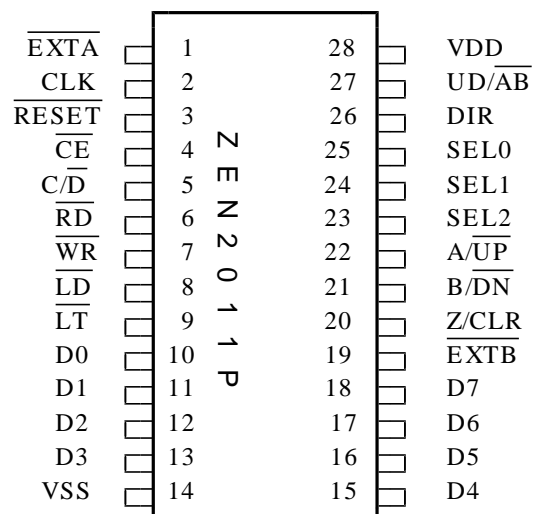 EXTA 1 28 VDD
CLK 2 27 UD/AB
RESET 3 26 DIR
CE 4 25 SEL0
C/D 5 24 SEL1
RD 6 23 SEL2
WR 7 22 A/UP
LD 8 21 B/DN
LT 9 20 Z/CLR
D0 10 19 EXTB
D1 11 18 D7
D2 12 17 D6
D3 13 16 D5
VSS 14 15 D4
ZEN2011P